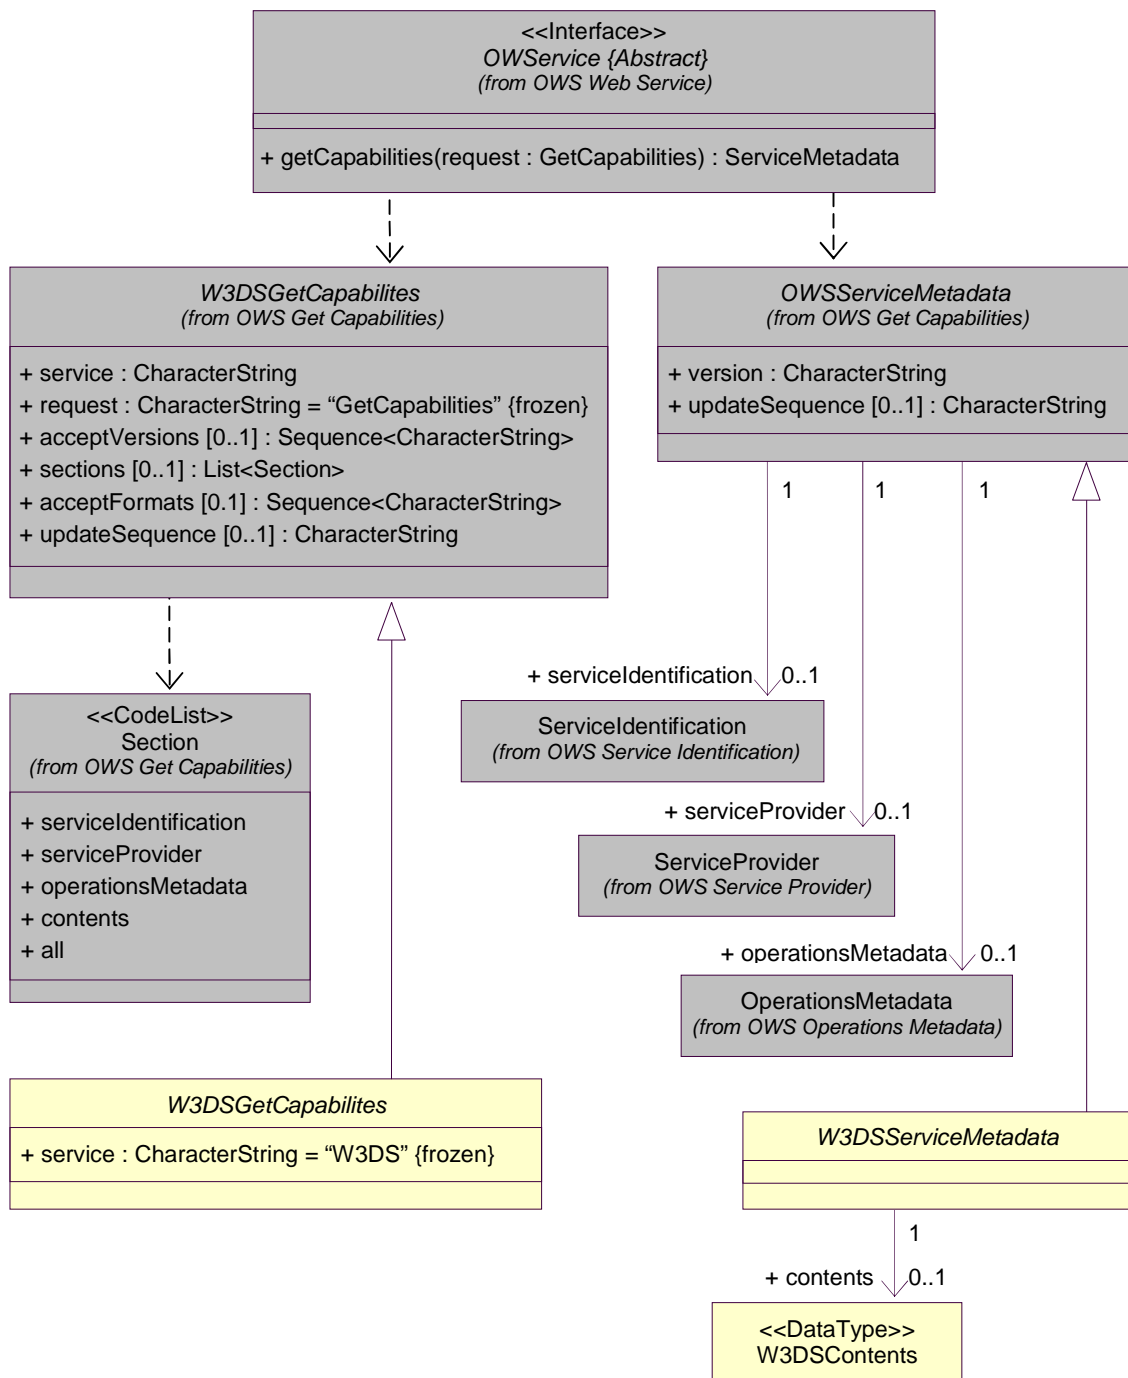 <<Interface>>
OWService {Abstract}
(from OWS Web Service)
+ getCapabilities(request : GetCapabilities) : ServiceMetadata
W3DSGetCapabilites
(from OWS Get Capabilities)
+ service : CharacterString
+ request : CharacterString = “GetCapabilities” {frozen}
+ acceptVersions [0..1] : Sequence<CharacterString>
+ sections [0..1] : List<Section>
+ acceptFormats [0.1] : Sequence<CharacterString>
+ updateSequence [0..1] : CharacterString
OWSServiceMetadata
(from OWS Get Capabilities)
+ version : CharacterString
+ updateSequence [0..1] : CharacterString
1
1
1
+ serviceIdentification
0..1
ServiceIdentification
(from OWS Service Identification)
<<CodeList>>
Section
(from OWS Get Capabilities)
+ serviceIdentification
+ serviceProvider
+ operationsMetadata
+ contents
+ all
+ serviceProvider
0..1
ServiceProvider
(from OWS Service Provider)
+ operationsMetadata
0..1
OperationsMetadata
(from OWS Operations Metadata)
W3DSGetCapabilites
+ service : CharacterString = “W3DS” {frozen}
W3DSServiceMetadata
1
+ contents
0..1
<<DataType>>
W3DSContents